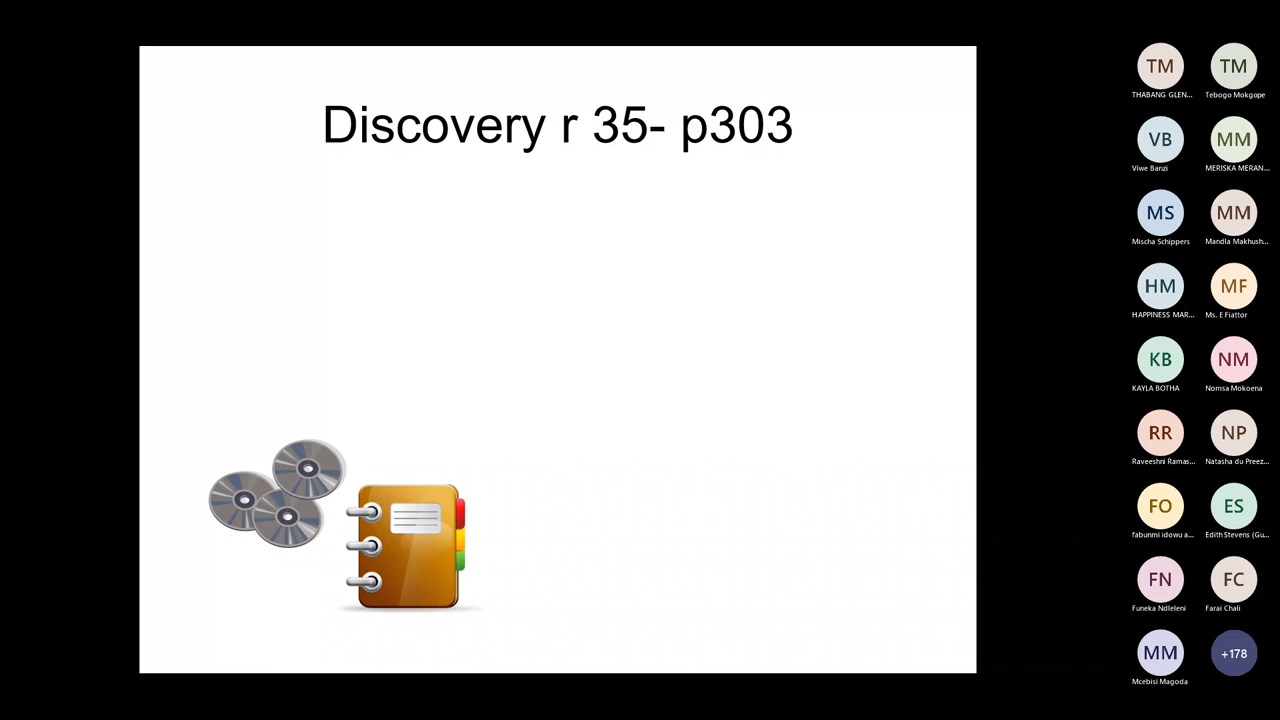 Discovery r 35- p303
TM TM
THABANG GLEN... Tebogo Mokgope
VB MM
Viwe Banzi MERISKA MERAN...
MS MM
Mischa Schippers Mandla Makhush...
HM MF
HAPPINESS MAR... Ms. E Fiattor
KB NM
KAYLA BOTHA Nomsa Mokoena
RR NP
Raveeshni Ramas... Natasha du Preez...
FO ES
fabunmi idowu a... Edith Stevens (Gu...
FN FC
Funeka Ndleleni Farai Chali
MM +178
Mcebisi Magoda